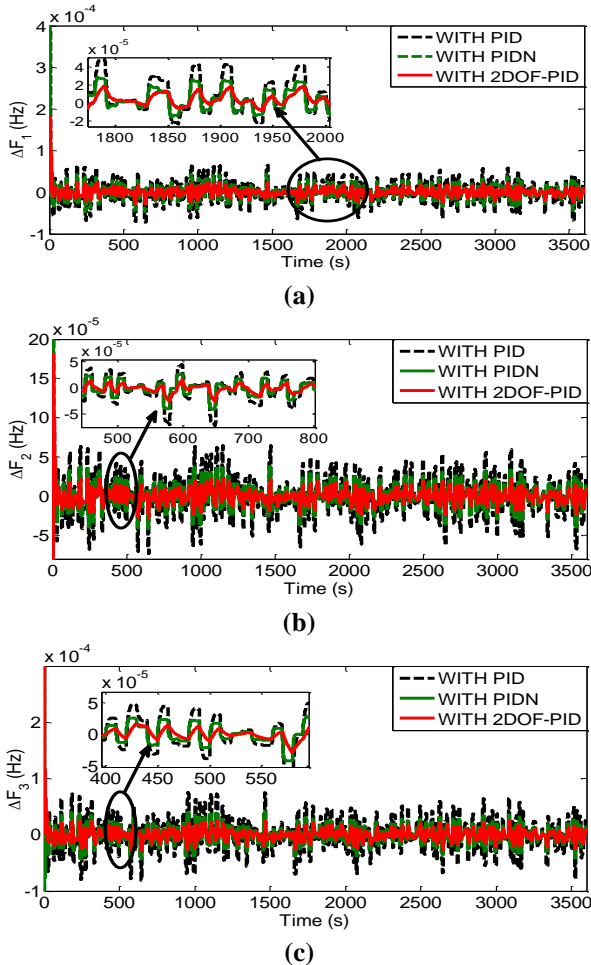 x 10⁻⁴
4
3
2
1
0
-1
ΔF₁ (Hz)
x 10⁻⁵
4
2
0
-2
1800 1850 1900 1950 2000
WITH PID
WITH PIDN
WITH 2DOF-PID
0 500 1000 1500 2000 2500 3000 3500
Time (s)
(a)
x 10⁻⁵
20
15
10
5
0
-5
ΔF₂ (Hz)
x 10⁻⁵
5
0
-5
500 600 700 800
WITH PID
WITH PIDN
WITH 2DOF-PID
0 500 1000 1500 2000 2500 3000 3500
Time (s)
(b)
x 10⁻⁴
3
2
1
0
-1
ΔF₃ (Hz)
x 10⁻⁵
5
0
-5
400 450 500 550
WITH PID
WITH PIDN
WITH 2DOF-PID
0 500 1000 1500 2000 2500 3000 3500
Time (s)
(c)